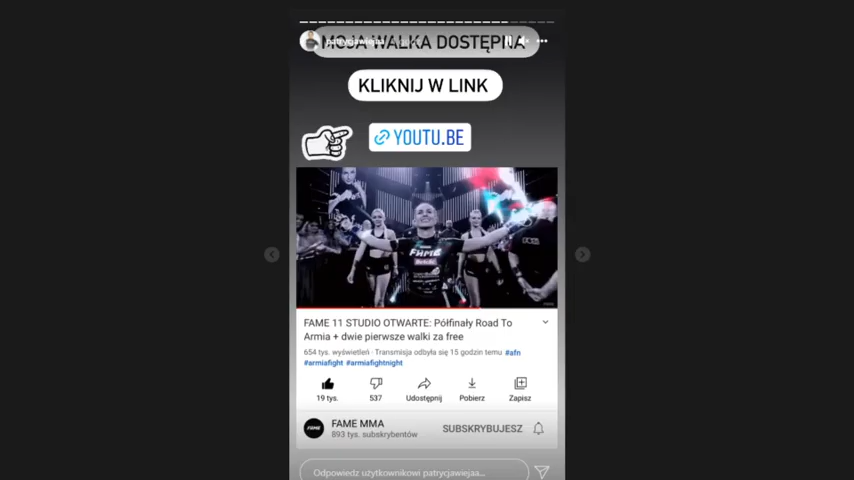 MOJA WALKA DOSTĘPNA
KLIKNIJ W LINK
YOUTU.BE
FAME
FAME 11 STUDIO OTWARTE: Półfinały Road To
Armia + dwie pierwsze walki za free
654 tys. wyświetleń · Transmisja odbyła się 15 godzin temu #afn
#armiafight #armiafightnight
19 tys.
537
Udostępnij
Pobierz
Zapisz
FAME
FAME MMA
893 tys. subskrybentów
SUBSKRYBUJESZ
Odpowiedz użytkownikowi patrycjawiejaa...